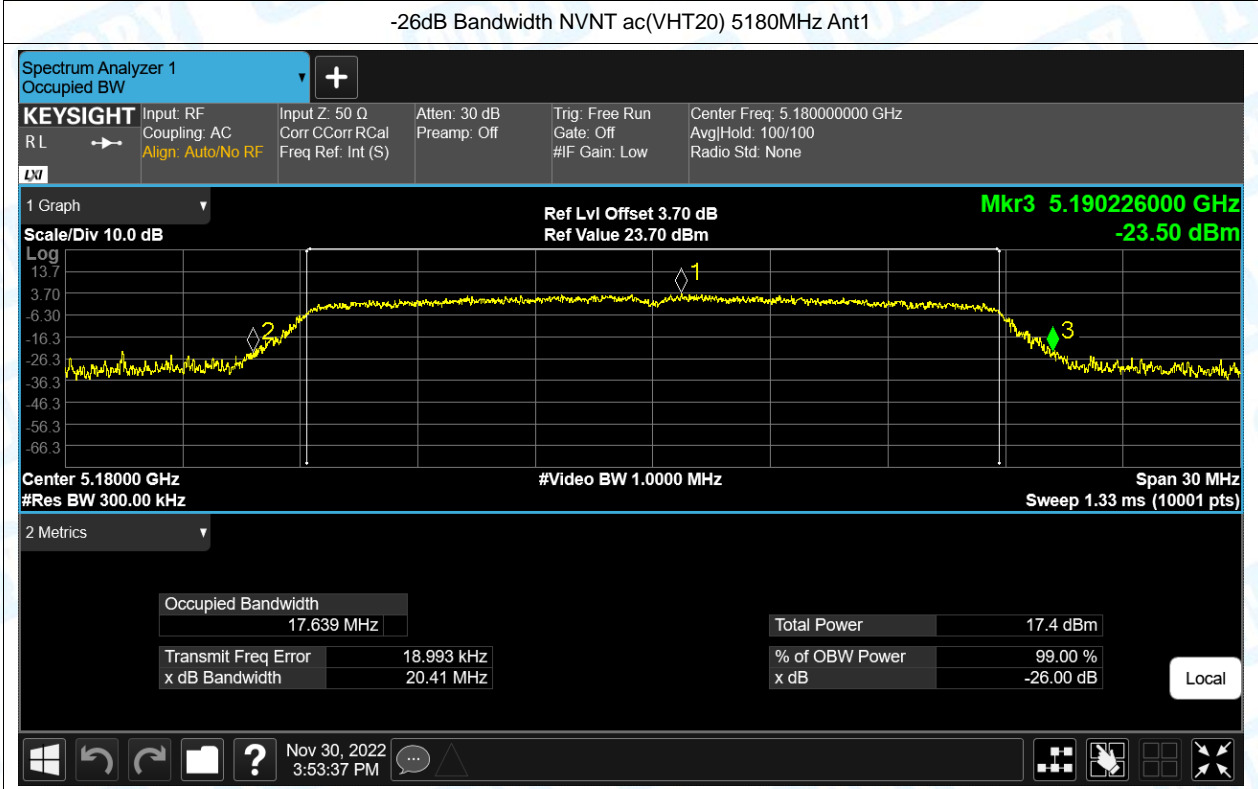 -26dB Bandwidth NVNT ac(VHT20) 5180MHz Ant1
Spectrum Analyzer 1
Occupied BW
KEYSIGHT
R L
LXI
Input: RF
Coupling: AC
Align: Auto/No RF
Input Z: 50 Ω
Corr CCorr RCal
Freq Ref: Int (S)
Atten: 30 dB
Preamp: Off
Trig: Free Run
Gate: Off
#IF Gain: Low
Center Freq: 5.180000000 GHz
Avg|Hold: 100/100
Radio Std: None
1 Graph
Scale/Div 10.0 dB
Ref Lvl Offset 3.70 dB
Ref Value 23.70 dBm
Mkr3 5.190226000 GHz
-23.50 dBm
Log
13.7
3.70
-6.30
-16.3
-26.3
-36.3
-46.3
-56.3
-66.3
1
2
3
Center 5.18000 GHz
#Video BW 1.0000 MHz
Span 30 MHz
#Res BW 300.00 kHz
Sweep 1.33 ms (10001 pts)
2 Metrics
Occupied Bandwidth
17.639 MHz
Transmit Freq Error 18.993 kHz
x dB Bandwidth 20.41 MHz
Total Power 17.4 dBm
% of OBW Power 99.00 %
x dB -26.00 dB
Local
?
Nov 30, 2022
3:53:37 PM